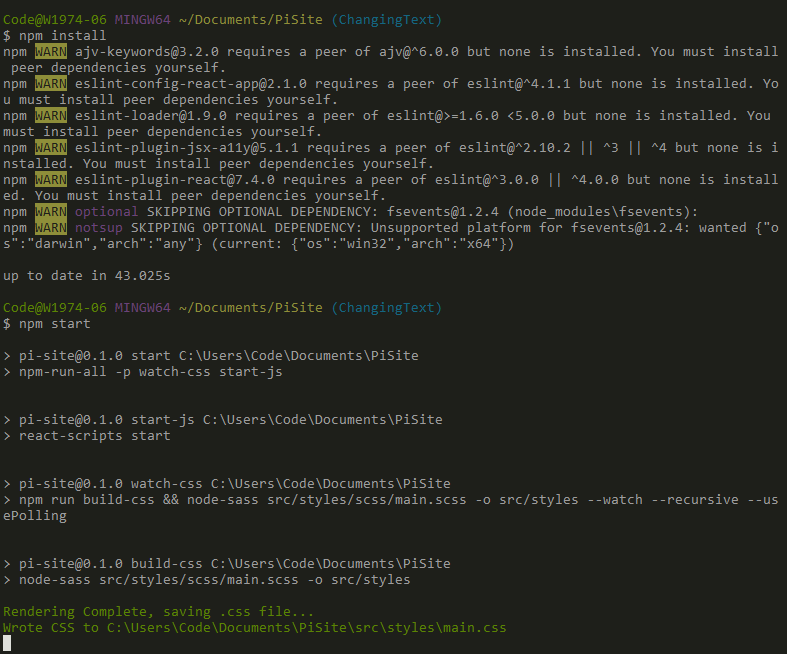 Code@W1974-06 MINGW64 ~/Documents/PiSite (ChangingText)
$ npm install
npm WARN ajv-keywords@3.2.0 requires a peer of ajv@^6.0.0 but none is installed. You must install
 peer dependencies yourself.
npm WARN eslint-config-react-app@2.1.0 requires a peer of eslint@^4.1.1 but none is installed. Yo
u must install peer dependencies yourself.
npm WARN eslint-loader@1.9.0 requires a peer of eslint@>=1.6.0 <5.0.0 but none is installed. You
must install peer dependencies yourself.
npm WARN eslint-plugin-jsx-a11y@5.1.1 requires a peer of eslint@^2.10.2 || ^3 || ^4 but none is i
nstalled. You must install peer dependencies yourself.
npm WARN eslint-plugin-react@7.4.0 requires a peer of eslint@^3.0.0 || ^4.0.0 but none is install
ed. You must install peer dependencies yourself.
npm WARN optional SKIPPING OPTIONAL DEPENDENCY: fsevents@1.2.4 (node_modules\fsevents):
npm WARN notsup SKIPPING OPTIONAL DEPENDENCY: Unsupported platform for fsevents@1.2.4: wanted {"o
s":"darwin","arch":"any"} (current: {"os":"win32","arch":"x64"})
up to date in 43.025s
Code@W1974-06 MINGW64 ~/Documents/PiSite (ChangingText)
$ npm start
> pi-site@0.1.0 start C:\Users\Code\Documents\PiSite
> npm-run-all -p watch-css start-js
> pi-site@0.1.0 start-js C:\Users\Code\Documents\PiSite
> react-scripts start
> pi-site@0.1.0 watch-css C:\Users\Code\Documents\PiSite
> npm run build-css && node-sass src/styles/scss/main.scss -o src/styles --watch --recursive --us
ePolling
> pi-site@0.1.0 build-css C:\Users\Code\Documents\PiSite
> node-sass src/styles/scss/main.scss -o src/styles
Rendering Complete, saving .css file...
Wrote CSS to C:\Users\Code\Documents\PiSite\src\styles\main.css